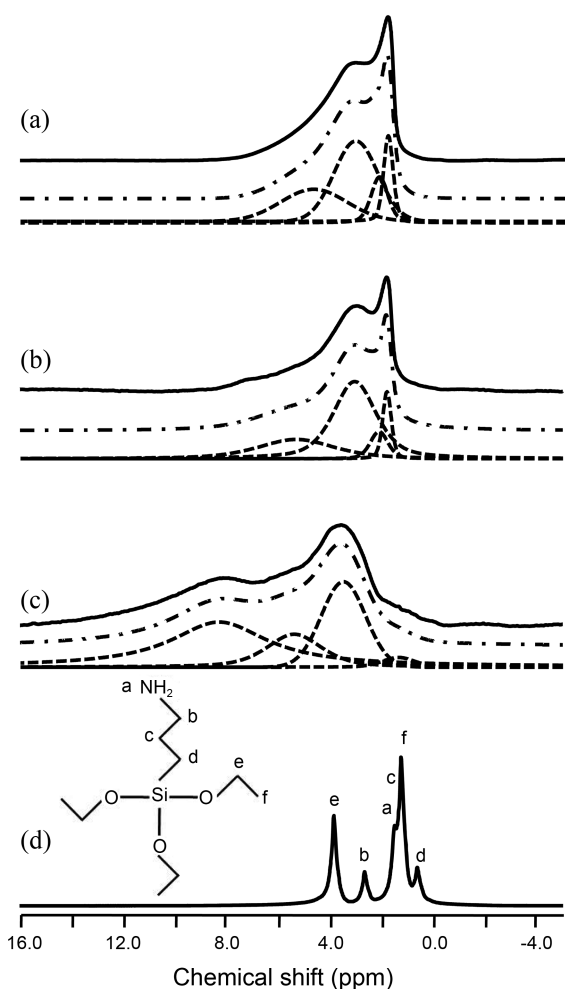 (a)
(b)
(c)
a NH2
b
c
d
e
Si
O
O
f
O
(d)
e
b
f
c
a
d
16.0 12.0 8.0 4.0 0.0 -4.0
Chemical shift (ppm)